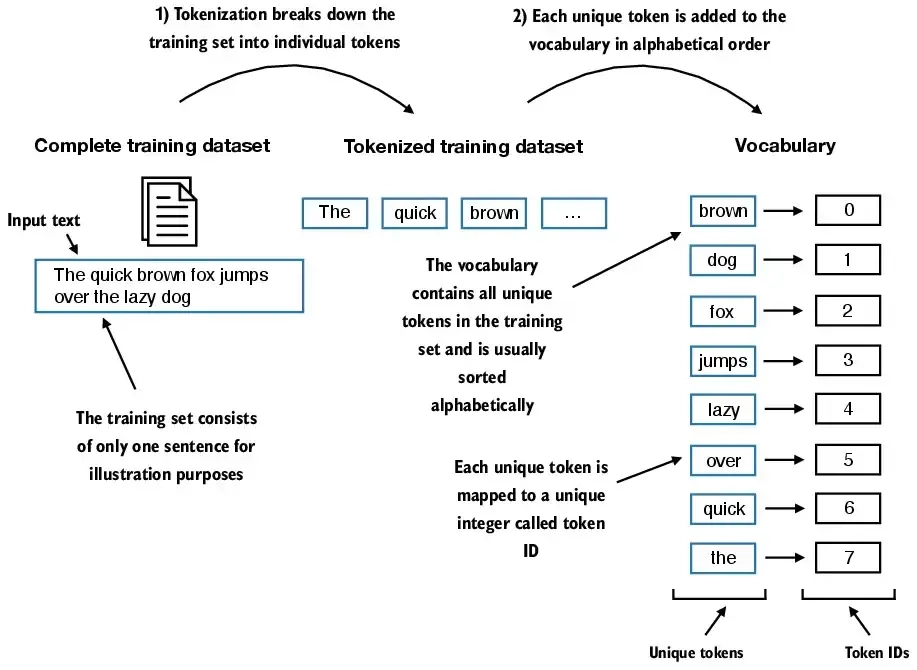 1) Tokenization breaks down the
training set into individual tokens
2) Each unique token is added to the
vocabulary in alphabetical order
Complete training dataset
Tokenized training dataset
Vocabulary
Input text
The quick brown fox jumps
over the lazy dog
The training set consists
of only one sentence for
illustration purposes
The quick brown ...
The vocabulary
contains all unique
tokens in the training
set and is usually
sorted
alphabetically
Each unique token is
mapped to a unique
integer called token
ID
brown 0
dog 1
fox 2
jumps 3
lazy 4
over 5
quick 6
the 7
Unique tokens
Token IDs